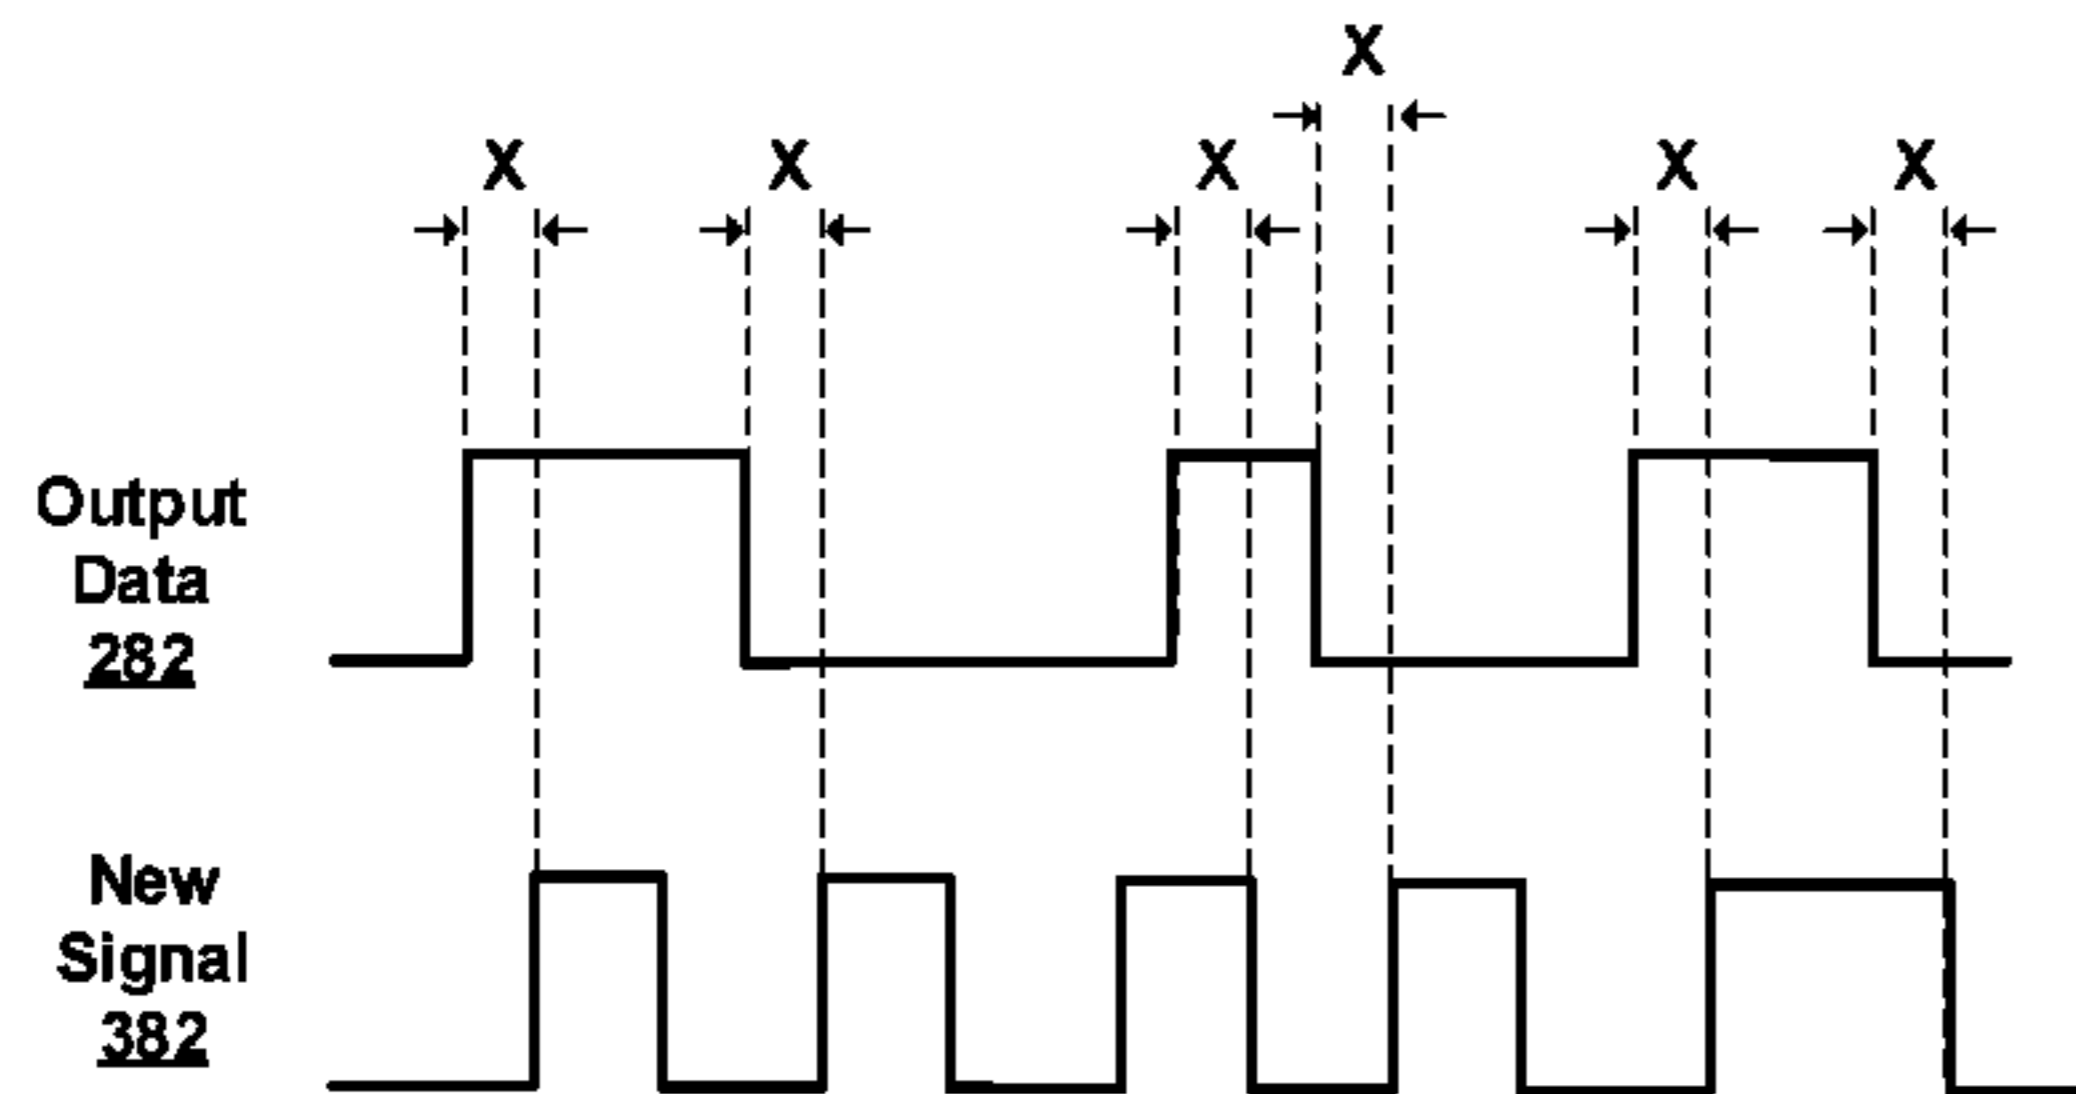 X
X X X X X
Output
Data
282
New
Signal
382